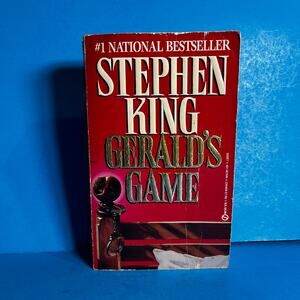 #1 NATIONAL BESTSELLER
STEPHEN
KING
GERALD'S
GAME